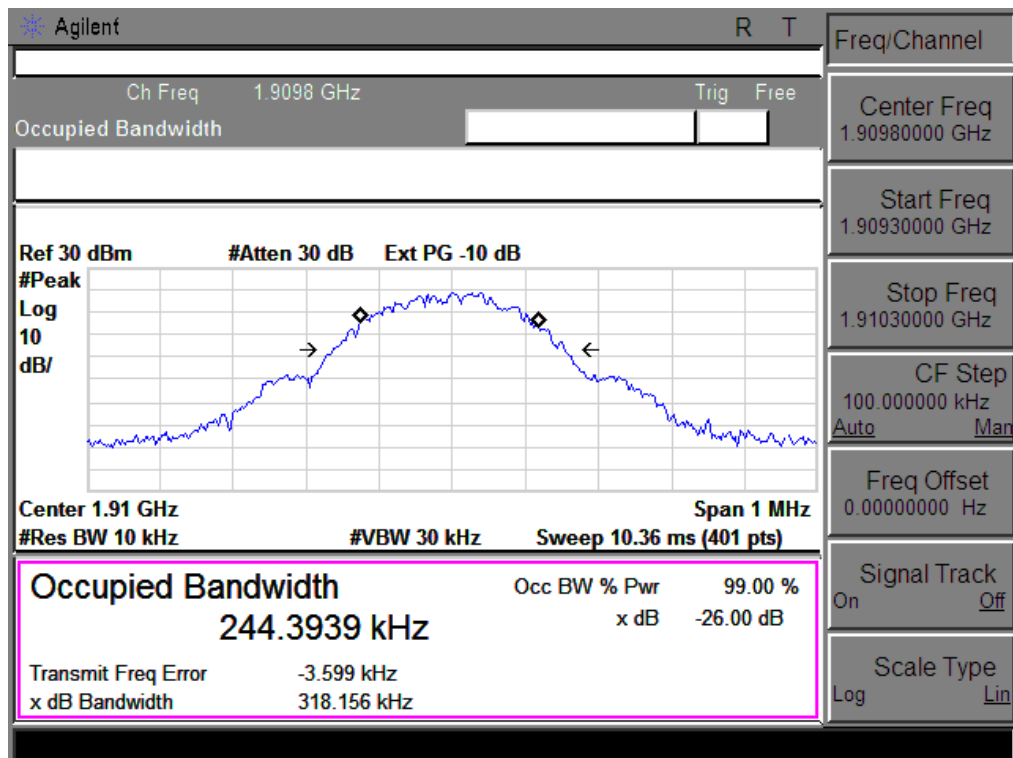 Agilent R T
Ch Freq 1.9098 GHz Trig Free
Occupied Bandwidth
Ref 30 dBm #Atten 30 dB Ext PG -10 dB
#Peak
Log
10
dB/
Center 1.91 GHz Span 1 MHz
#Res BW 10 kHz #VBW 30 kHz Sweep 10.36 ms (401 pts)
Occupied Bandwidth Occ BW % Pwr 99.00 %
244.3939 kHz x dB -26.00 dB
Transmit Freq Error -3.599 kHz
x dB Bandwidth 318.156 kHz
Freq/Channel
Center Freq
1.90980000 GHz
Start Freq
1.90930000 GHz
Stop Freq
1.91030000 GHz
CF Step
100.000000 kHz
Auto Man
Freq Offset
0.00000000 Hz
Signal Track
On Off
Scale Type
Log Lin